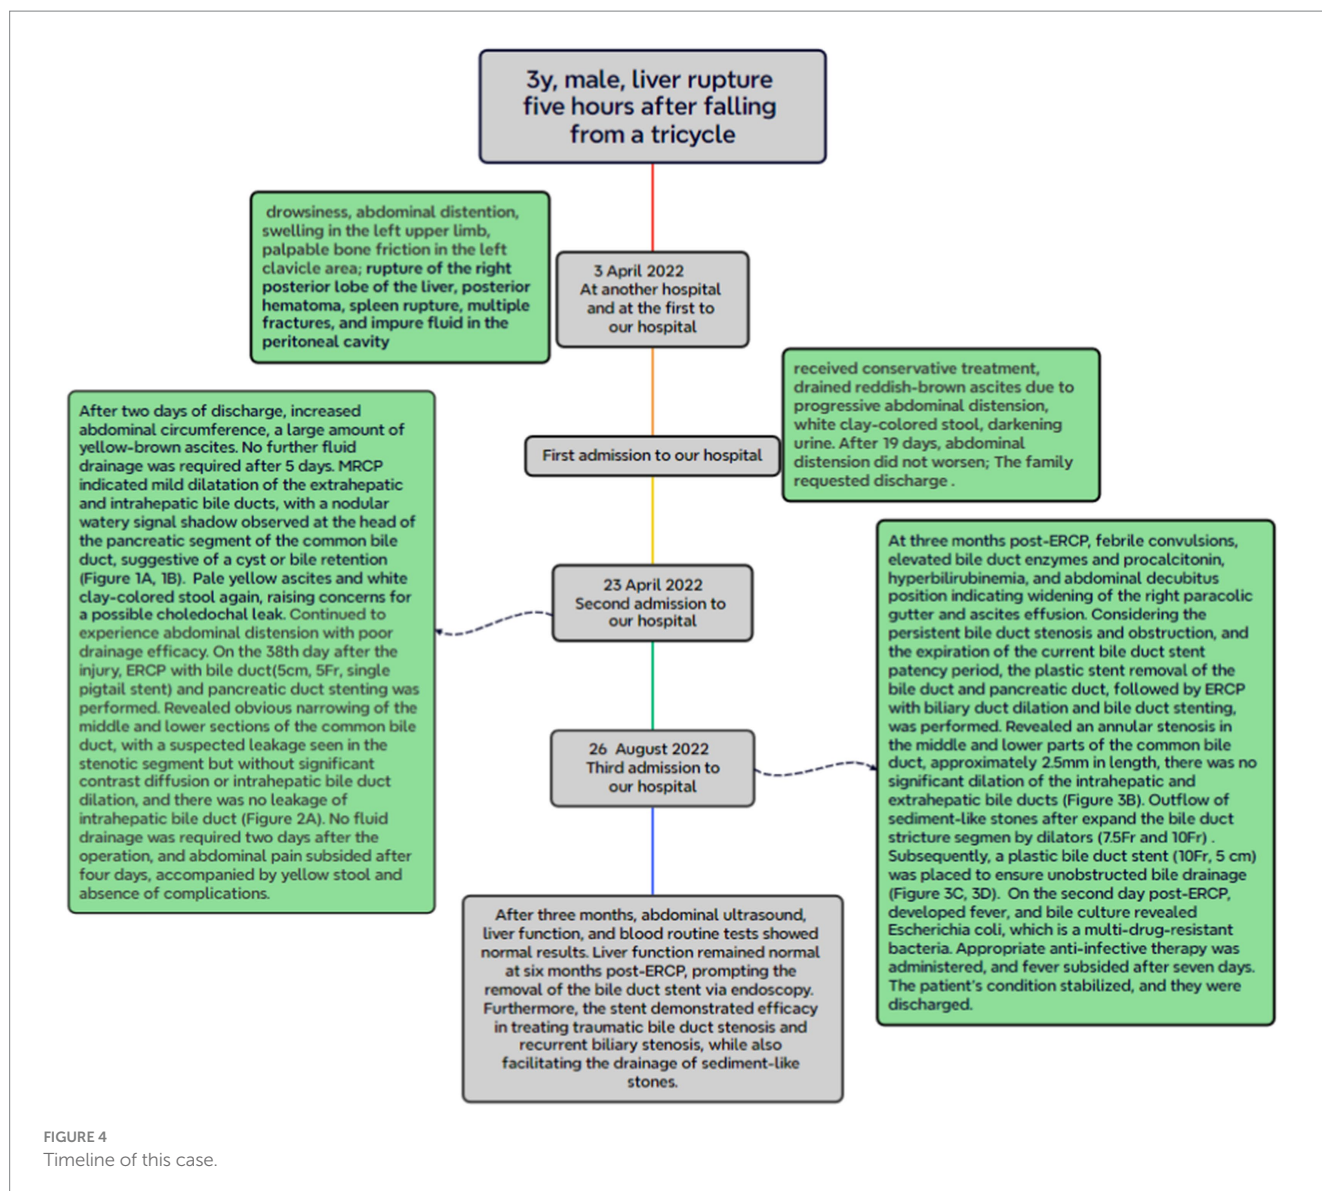 3y, male, liver rupture
five hours after falling
from a tricycle
drowsiness, abdominal distention,
swelling in the left upper limb,
palpable bone friction in the left
clavicle area; rupture of the right
posterior lobe of the liver, posterior
hematoma, spleen rupture, multiple
fractures, and impure fluid in the
peritoneal cavity
3 April 2022
At another hospital
and at the first to
our hospital
received conservative treatment,
drained reddish-brown ascites due to
progressive abdominal distension,
white clay-colored stool, darkening
urine. After 19 days, abdominal
distension did not worsen; The family
requested discharge .
First admission to our hospital
After two days of discharge, increased
abdominal circumference, a large amount of
yellow-brown ascites. No further fluid
drainage was required after 5 days. MRCP
indicated mild dilatation of the extrahepatic
and intrahepatic bile ducts, with a nodular
watery signal shadow observed at the head of
the pancreatic segment of the common bile
duct, suggestive of a cyst or bile retention
(Figure 1A, 1B). Pale yellow ascites and white
clay-colored stool again, raising concerns for
a possible choledochal leak. Continued to
experience abdominal distension with poor
drainage efficacy. On the 38th day after the
injury, ERCP with bile duct(5cm, 5Fr, single
pigtail stent) and pancreatic duct stenting was
performed. Revealed obvious narrowing of the
middle and lower sections of the common bile
duct, with a suspected leakage seen in the
stenotic segment but without significant
contrast diffusion or intrahepatic bile duct
dilation, and there was no leakage of
intrahepatic bile duct (Figure 2A). No fluid
drainage was required two days after the
operation, and abdominal pain subsided after
four days, accompanied by yellow stool and
absence of complications.
23 April 2022
Second admission to
our hospital
At three months post-ERCP, febrile convulsions,
elevated bile duct enzymes and procalcitonin,
hyperbilirubinemia, and abdominal decubitus
position indicating widening of the right paracolic
gutter and ascites effusion. Considering the
persistent bile duct stenosis and obstruction, and
the expiration of the current bile duct stent
patency period, the plastic stent removal of the
bile duct and pancreatic duct, followed by ERCP
with biliary duct dilation and bile duct stenting,
was performed. Revealed an annular stenosis in
the middle and lower parts of the common bile
duct, approximately 2.5mm in length, there was no
significant dilation of the intrahepatic and
extrahepatic bile ducts (Figure 3B). Outflow of
sediment-like stones after expand the bile duct
stricture segmen by dilators (7.5Fr and 10Fr) .
Subsequently, a plastic bile duct stent (10Fr, 5 cm)
was placed to ensure unobstructed bile drainage
(Figure 3C, 3D). On the second day post-ERCP,
developed fever, and bile culture revealed
Escherichia coli, which is a multi-drug-resistant
bacteria. Appropriate anti-infective therapy was
administered, and fever subsided after seven days.
The patient's condition stabilized, and they were
discharged.
26 August 2022
Third admission to
our hospital
After three months, abdominal ultrasound,
liver function, and blood routine tests showed
normal results. Liver function remained normal
at six months post-ERCP, prompting the
removal of the bile duct stent via endoscopy.
Furthermore, the stent demonstrated efficacy
in treating traumatic bile duct stenosis and
recurrent biliary stenosis, while also
facilitating the drainage of sediment-like
stones.
FIGURE 4
Timeline of this case.